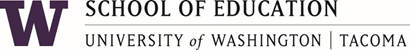 W SCHOOL OF EDUCATION
UNIVERSITY of WASHINGTON | TACOMA